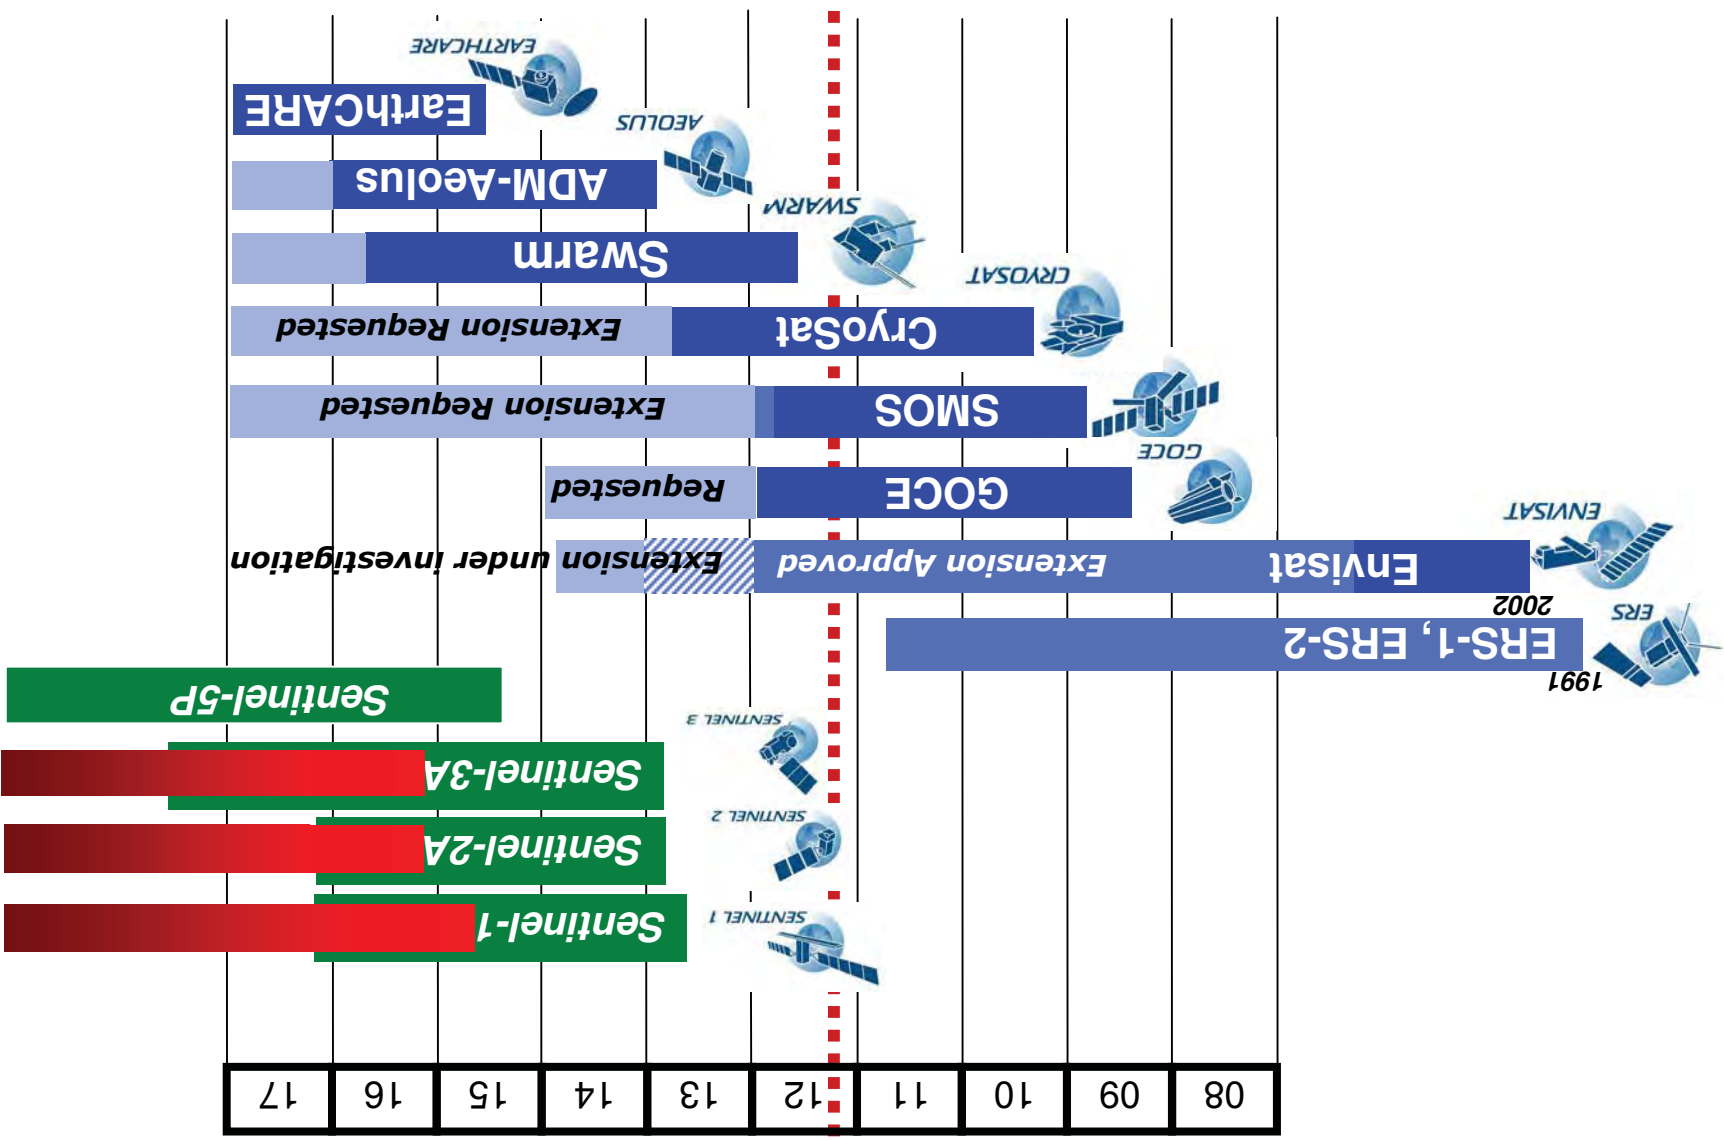 08 09 10 11 12 13 14 15 16 17
SENTINEL 1
Sentinel-1
SENTINEL 2
Sentinel-2A
Sentinel-3A
SENTINEL 3
Sentinel-5P
1991
ERS
ERS-1, ERS-2
2002
Envisat Extension Approved Extension under investigation
ENVISAT
GOCE Requested
GOCE
SMOS Extension Requested
CryoSat Extension Requested
CRYOSAT
Swarm
SWARM
ADM-Aeolus
AEOLUS
EarthCARE
EARTHCARE